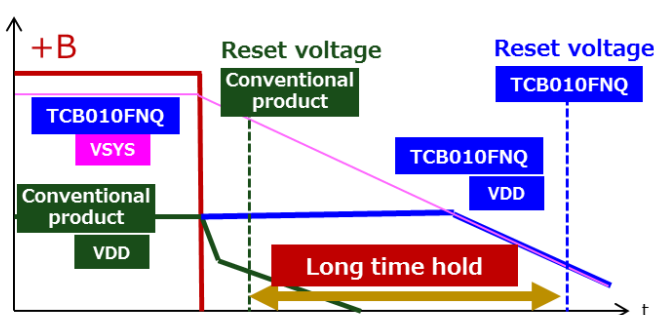 +B
Reset voltage
Conventional
product
Reset voltage
TCB010FNQ
TCB010FNQ
VSYS
TCB010FNQ
VDD
Conventional
product
VDD
Long time hold
t